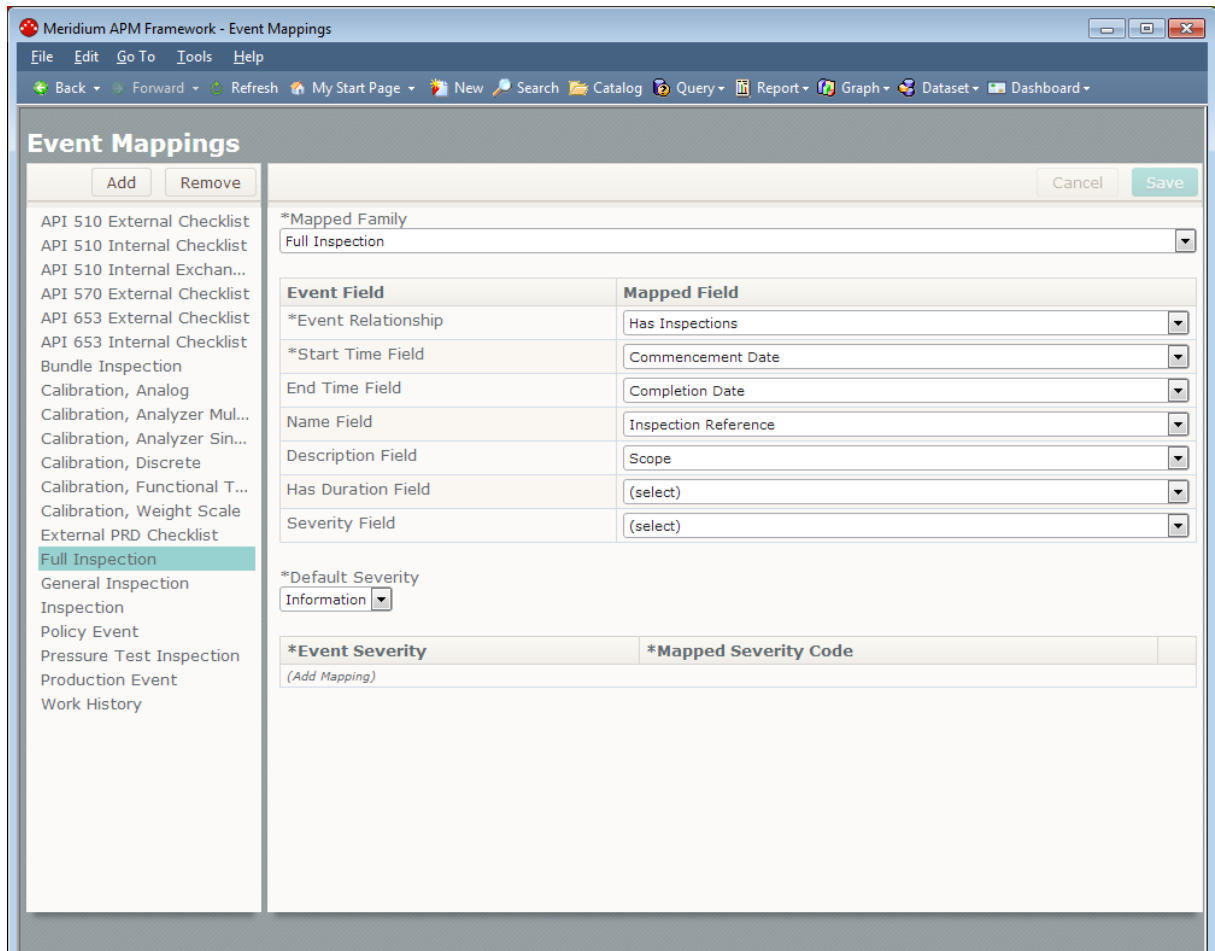 Meridium APM Framework - Event Mappings
File Edit Go To Tools Help
Back Forward Refresh My Start Page New Search Catalog Query Report Graph Dataset Dashboard
Event Mappings
Add Remove
Cancel Save
API 510 External Checklist
API 510 Internal Checklist
API 510 Internal Exchan...
API 570 External Checklist
API 653 External Checklist
API 653 Internal Checklist
Bundle Inspection
Calibration, Analog
Calibration, Analyzer Mul...
Calibration, Analyzer Sin...
Calibration, Discrete
Calibration, Functional T...
Calibration, Weight Scale
External PRD Checklist
Full Inspection
General Inspection
Inspection
Policy Event
Pressure Test Inspection
Production Event
Work History
*Mapped Family
Full Inspection
Event Field Mapped Field
*Event Relationship Has Inspections
*Start Time Field Commencement Date
End Time Field Completion Date
Name Field Inspection Reference
Description Field Scope
Has Duration Field (select)
Severity Field (select)
*Default Severity
Information
*Event Severity *Mapped Severity Code
(Add Mapping)